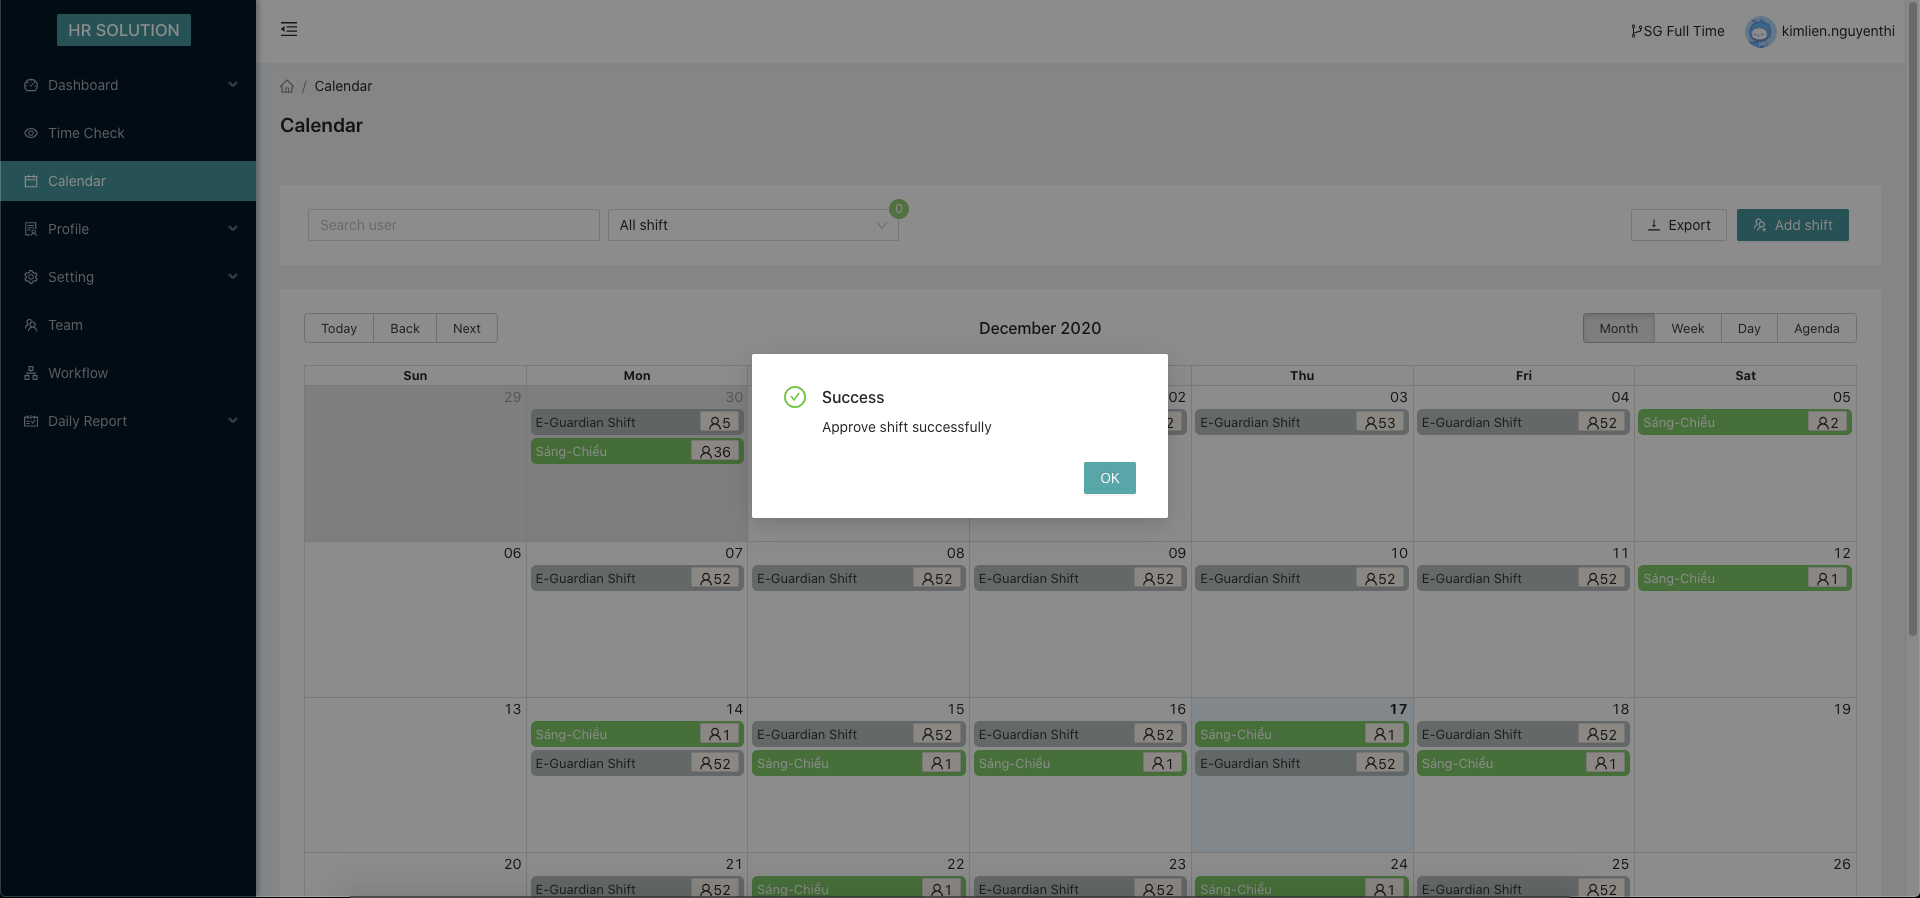 HR SOLUTION
Dashboard
Time Check
Calendar
Profile
Setting
Team
Workflow
Daily Report
SG Full Time
kimlien.nguyenthi
/ Calendar
Calendar
Search user
All shift
0
Export
Add shift
Today Back Next
December 2020
Month Week Day Agenda
Sun Mon Thu Fri Sat
29 30 02 03 04 05
E-Guardian Shift 5 2 E-Guardian Shift 53 E-Guardian Shift 52 Sáng-Chiều 2
Sáng-Chiều 36
Success
Approve shift successfully
OK
06 07 08 09 10 11 12
E-Guardian Shift 52 E-Guardian Shift 52 E-Guardian Shift 52 E-Guardian Shift 52 E-Guardian Shift 52 Sáng-Chiều 1
13 14 15 16 17 18 19
Sáng-Chiều 1 E-Guardian Shift 52 E-Guardian Shift 52 Sáng-Chiều 1 E-Guardian Shift 52
E-Guardian Shift 52 Sáng-Chiều 1 Sáng-Chiều 1 E-Guardian Shift 52 Sáng-Chiều 1
20 21 22 23 24 25 26
E-Guardian Shift 52 Sáng-Chiều 1 E-Guardian Shift 52 Sáng-Chiều 1 E-Guardian Shift 52